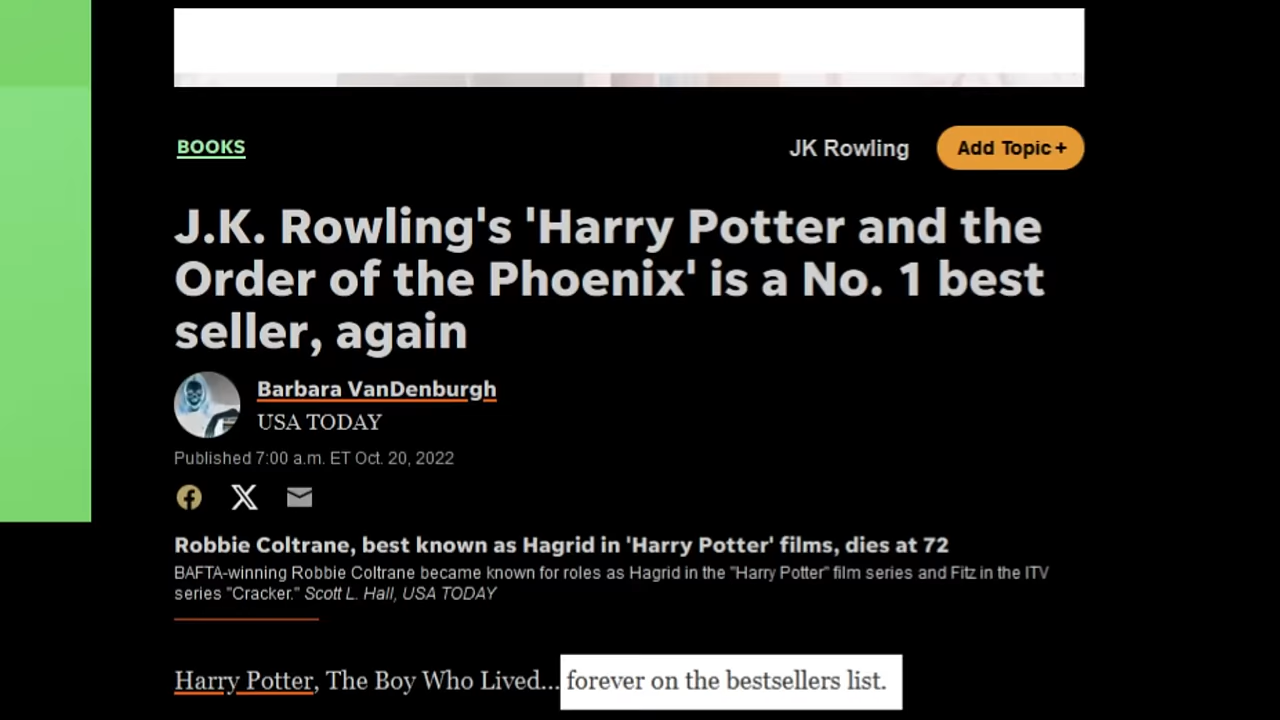 BOOKS
JK Rowling
Add Topic +
J.K. Rowling's 'Harry Potter and the
Order of the Phoenix' is a No. 1 best
seller, again
Barbara VanDenburgh
USA TODAY
Published 7:00 a.m. ET Oct. 20, 2022
Robbie Coltrane, best known as Hagrid in 'Harry Potter' films, dies at 72
BAFTA-winning Robbie Coltrane became known for roles as Hagrid in the "Harry Potter" film series and Fitz in the ITV
series "Cracker." Scott L. Hall, USA TODAY
Harry Potter, The Boy Who Lived... forever on the bestsellers list.